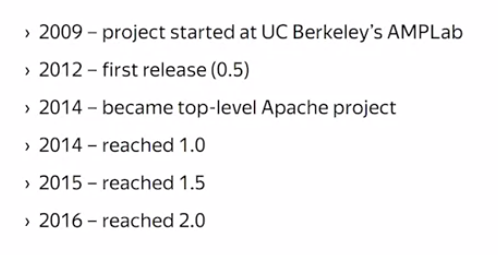 › 2009 – project started at UC Berkeley’s AMPLab
› 2012 – first release (0.5)
› 2014 – became top-level Apache project
› 2014 – reached 1.0
› 2015 – reached 1.5
› 2016 – reached 2.0